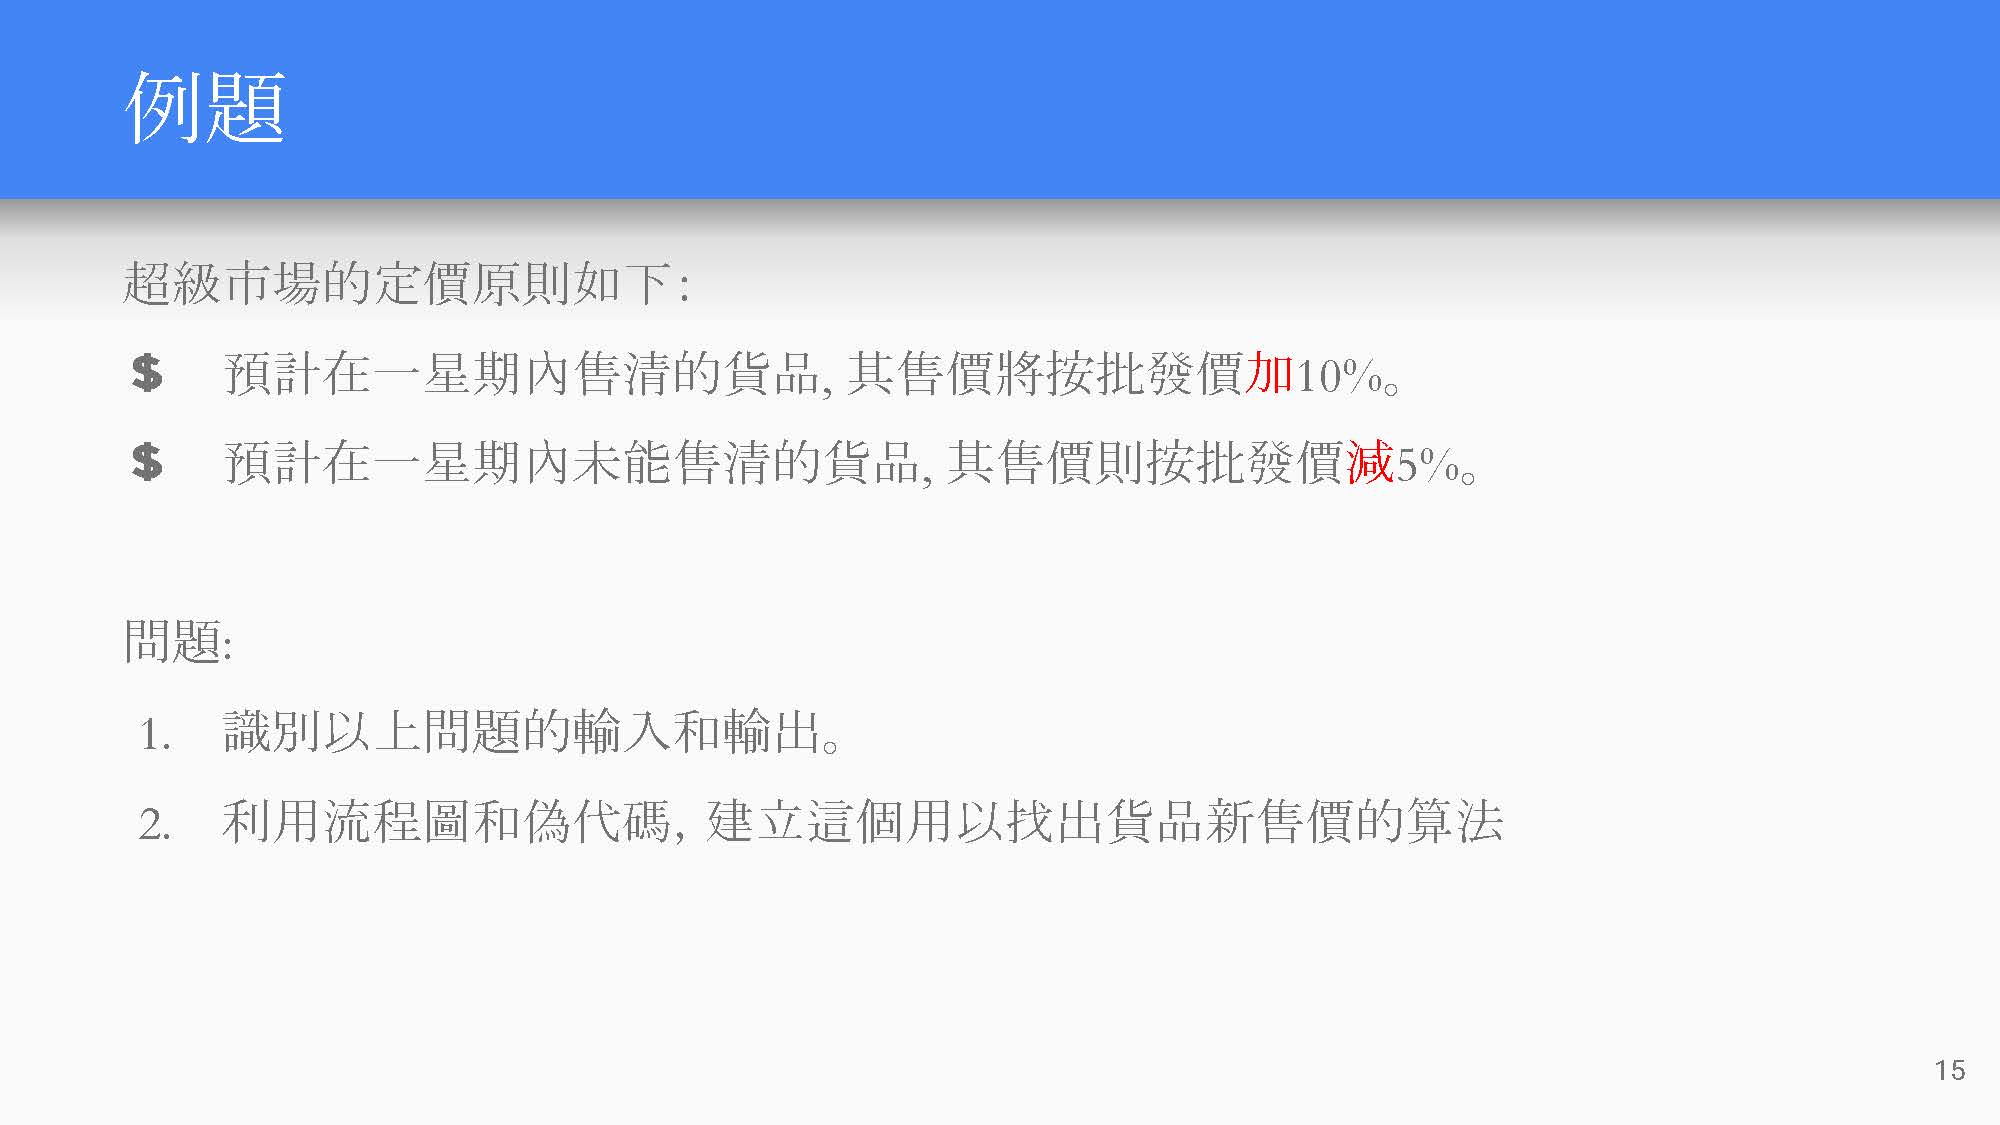 例題
超級市場的定價原則如下:
$ 預計在一星期內售清的貨品, 其售價將按批發價加10%。
$ 預計在一星期內未能售清的貨品, 其售價則按批發價減5%。
問題:
1. 識別以上問題的輸入和輸出。
2. 利用流程圖和偽代碼, 建立這個用以找出貨品新售價的算法
15